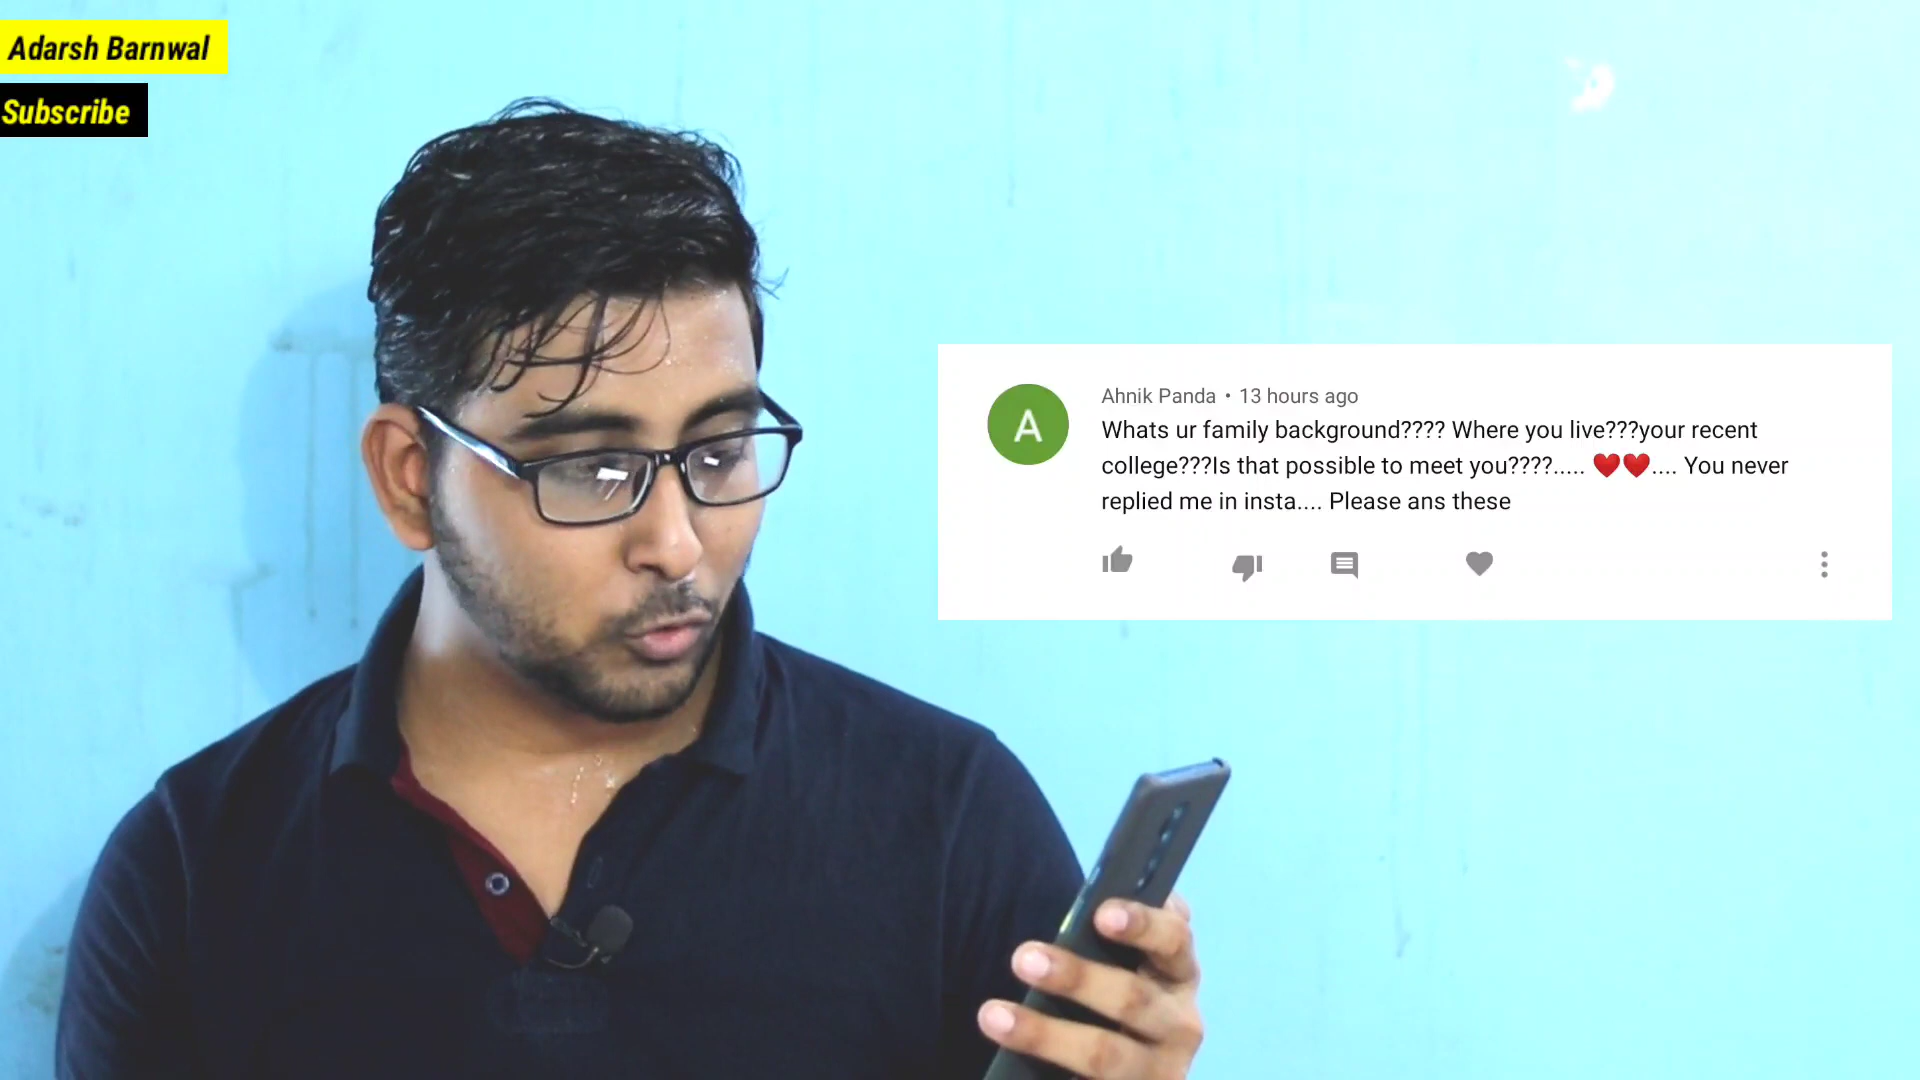 Adarsh Barnwal
Subscribe
A
Ahnik Panda • 13 hours ago
Whats ur family background???? Where you live???your recent
college???Is that possible to meet you????..... ❤️❤️.... You never
replied me in insta.... Please ans these